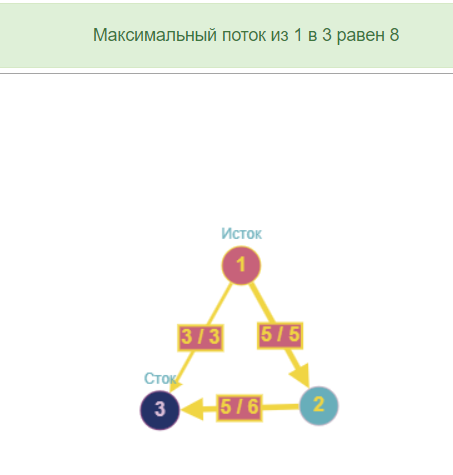 Максимальный поток из 1 в 3 равен 8
Исток
1
3 / 3
5 / 5
Сток
3
5 / 6
2